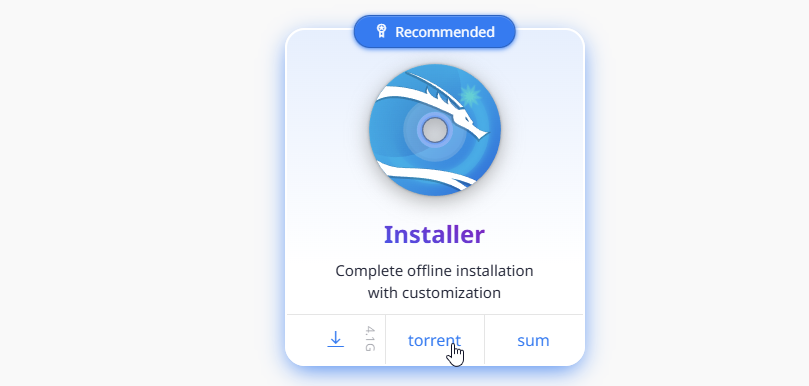 Recommended
Installer
Complete offline installation
with customization
4.1G
torrent
sum